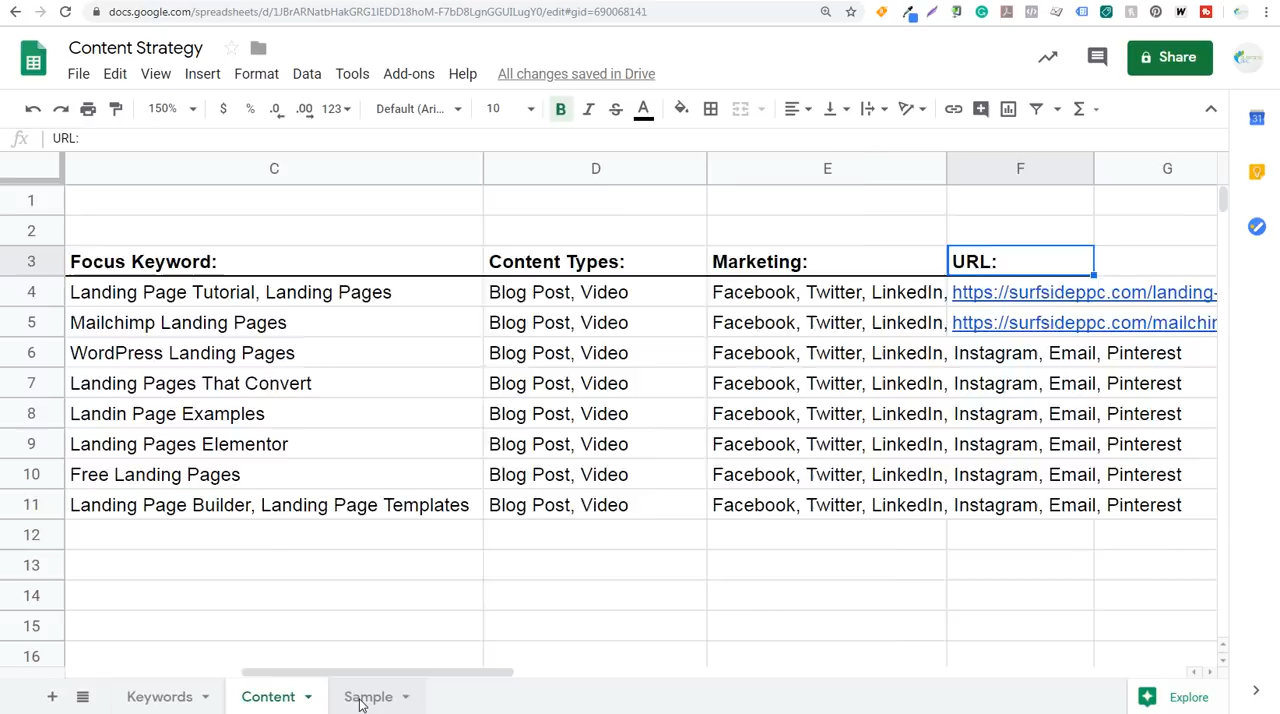 docs.google.com/spreadsheets/d/1JBrARNatbHakGRG1lEDD18hoM-F7bD8LgnGGUILugY0/edit#gid=690068141
Content Strategy
File Edit View Insert Format Data Tools Add-ons Help All changes saved in Drive
Share
150% $ % .0 .00 123 Default (Ari... 10 B I S A
fx URL:
C D E F G
1
2
3 Focus Keyword: Content Types: Marketing: URL:
4 Landing Page Tutorial, Landing Pages Blog Post, Video Facebook, Twitter, LinkedIn, https://surfsideppc.com/landing-
5 Mailchimp Landing Pages Blog Post, Video Facebook, Twitter, LinkedIn, https://surfsideppc.com/mailchir
6 WordPress Landing Pages Blog Post, Video Facebook, Twitter, LinkedIn, Instagram, Email, Pinterest
7 Landing Pages That Convert Blog Post, Video Facebook, Twitter, LinkedIn, Instagram, Email, Pinterest
8 Landin Page Examples Blog Post, Video Facebook, Twitter, LinkedIn, Instagram, Email, Pinterest
9 Landing Pages Elementor Blog Post, Video Facebook, Twitter, LinkedIn, Instagram, Email, Pinterest
10 Free Landing Pages Blog Post, Video Facebook, Twitter, LinkedIn, Instagram, Email, Pinterest
11 Landing Page Builder, Landing Page Templates Blog Post, Video Facebook, Twitter, LinkedIn, Instagram, Email, Pinterest
12
13
14
15
16
Keywords Content Sample Explore
31